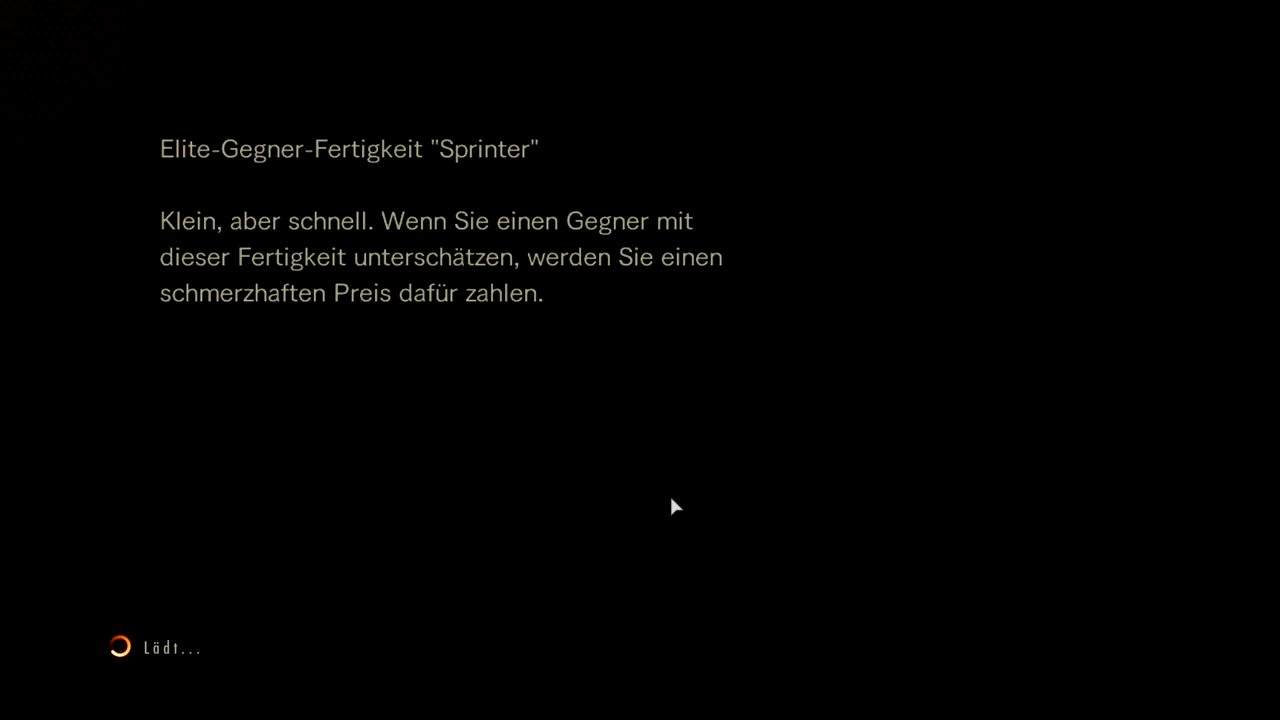 Elite-Gegner-Fertigkeit "Sprinter"
Klein, aber schnell. Wenn Sie einen Gegner mit
dieser Fertigkeit unterschätzen, werden Sie einen
schmerzhaften Preis dafür zahlen.
Lädt...